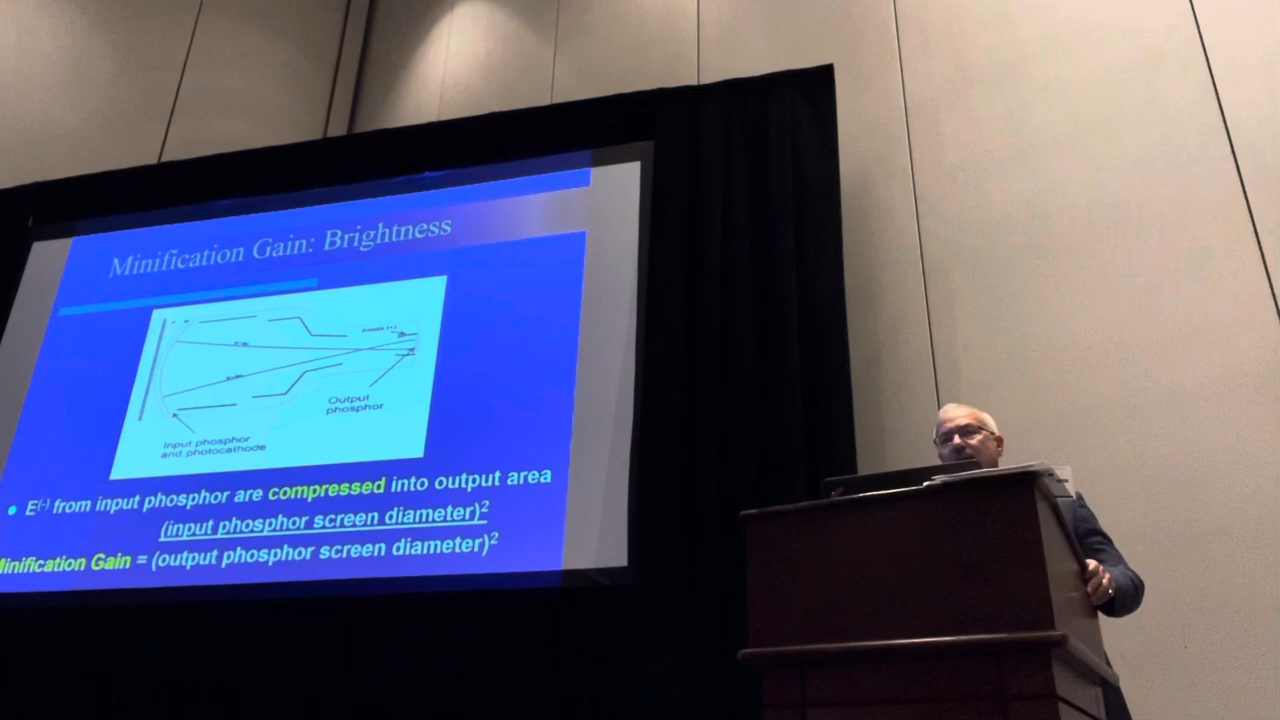 Minification Gain: Brightness
Anode (+)
Output
phosphor
Input phosphor
and photocathode
• E(-) from input phosphor are compressed into output area
(input phosphor screen diameter)²
inification Gain = (output phosphor screen diameter)²